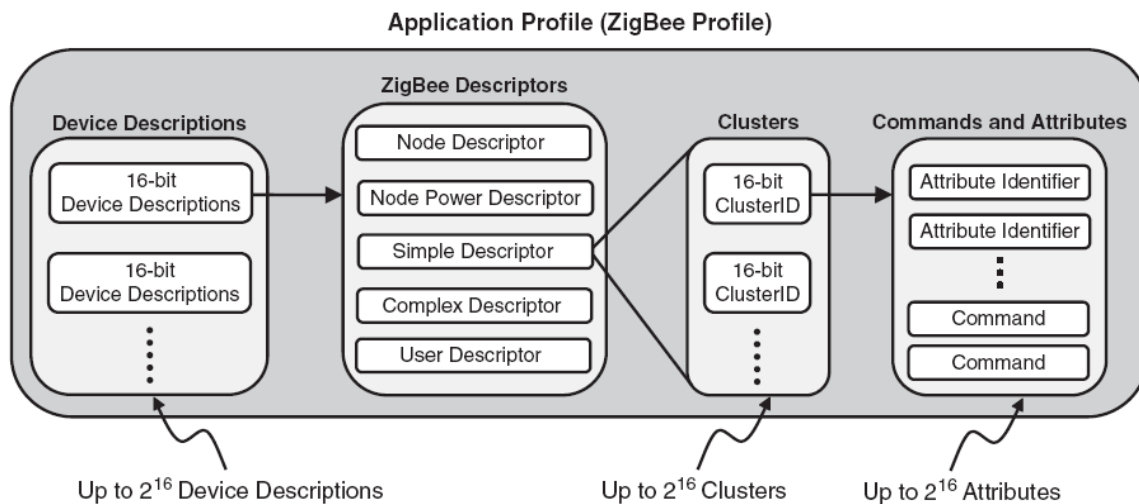 Application Profile (ZigBee Profile)
Device Descriptions
16-bit
Device Descriptions
16-bit
Device Descriptions
ZigBee Descriptors
Node Descriptor
Node Power Descriptor
Simple Descriptor
Complex Descriptor
User Descriptor
Clusters
16-bit
ClusterID
16-bit
ClusterID
Commands and Attributes
Attribute Identifier
Attribute Identifier
Command
Command
Up to 2¹⁶ Device Descriptions
Up to 2¹⁶ Clusters
Up to 2¹⁶ Attributes